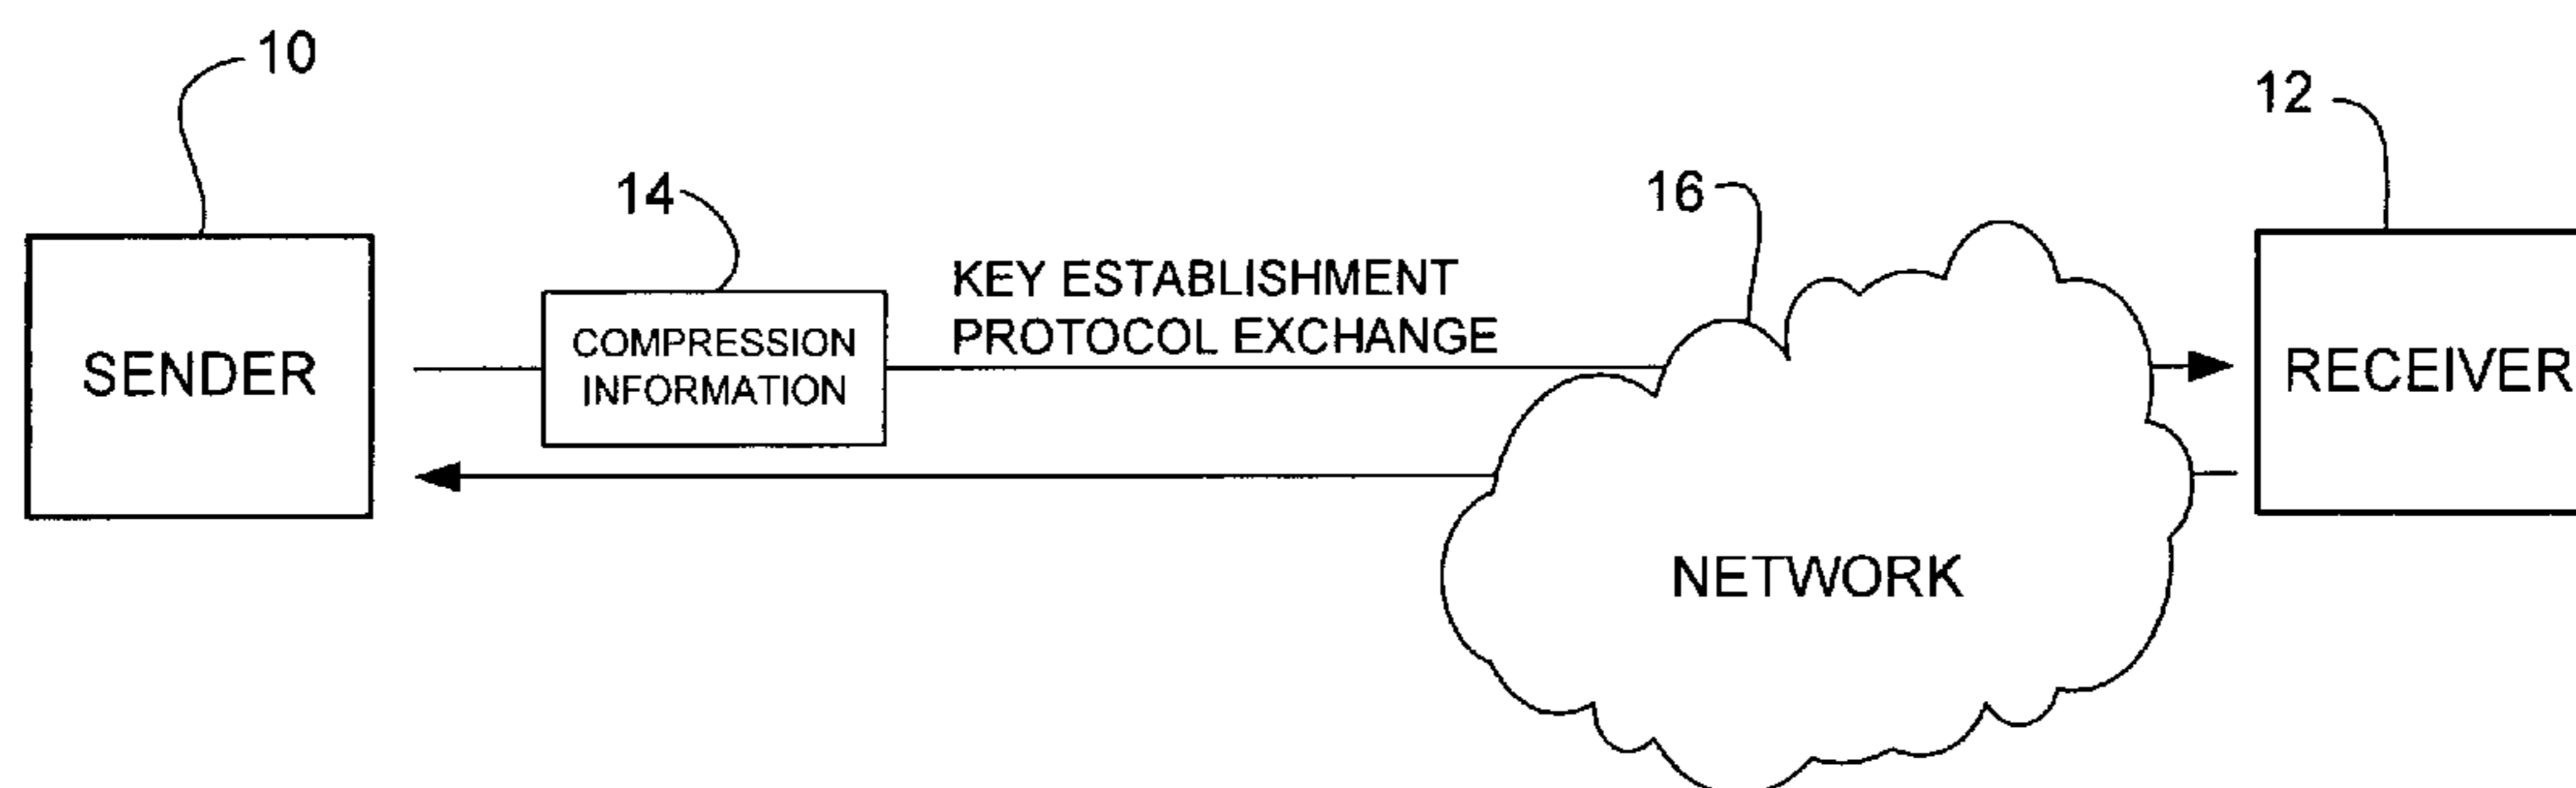 10
12
14
16
KEY ESTABLISHMENT
PROTOCOL EXCHANGE
COMPRESSION
INFORMATION
SENDER
RECEIVER
NETWORK